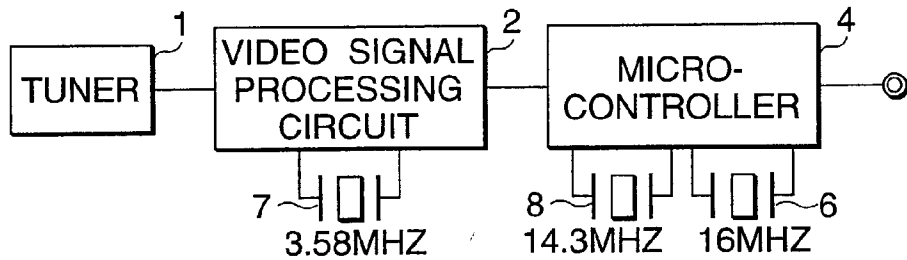 1
2
4
TUNER
VIDEO SIGNAL
PROCESSING
CIRCUIT
MICRO-
CONTROLLER
7
8
6
3.58MHZ
14.3MHZ
16MHZ